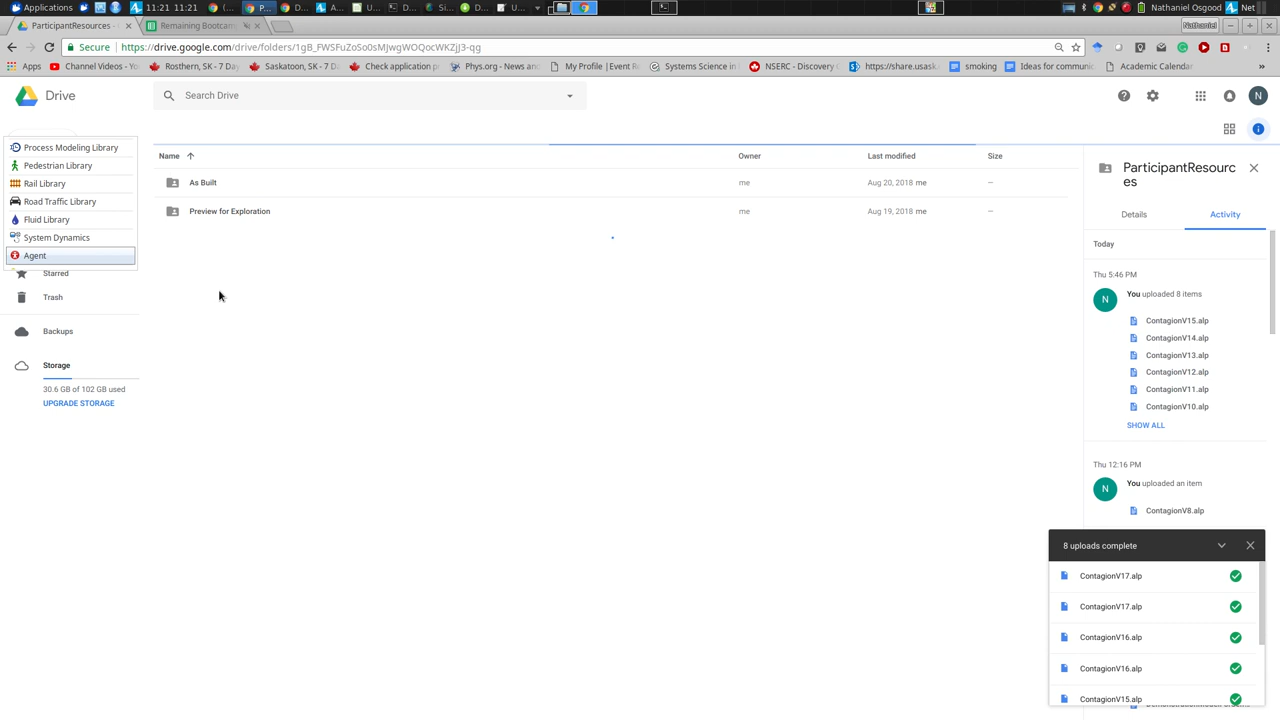 Applications
21:21 21:21
P...
D...
A
U...
D...
Si...
D...
U...
Nathaniel Osgood
Net
ParticipantResources -
Remaining Bootcam
Nathaniel
Secure
https://drive.google.com/drive/folders/1gB_FWSFuZoSo0sMJwgWOQocWKZjJ3-qg
Apps
Channel Videos - Yo
Rosthern, SK - 7 Day
Saskatoon, SK - 7 D
Check application p
Phys.org - News an
My Profile |Event R
Systems Science in
NSERC - Discovery
https://share.usask
smoking
Ideas for communic
Academic Calendar
»
Drive
Search Drive
N
Process Modeling Library
Pedestrian Library
Rail Library
Road Traffic Library
Fluid Library
System Dynamics
Agent
Starred
Trash
Backups
Storage
30.6 GB of 102 GB used
UPGRADE STORAGE
Name
Owner
Last modified
Size
As Built
me
Aug 20, 2018 me
–
Preview for Exploration
me
Aug 19, 2018 me
–
ParticipantResourc
es
Details
Activity
Today
Thu 5:46 PM
N
You uploaded 8 items
ContagionV15.alp
ContagionV14.alp
ContagionV13.alp
ContagionV12.alp
ContagionV11.alp
ContagionV10.alp
SHOW ALL
Thu 12:16 PM
N
You uploaded an item
ContagionV8.alp
8 uploads complete
ContagionV17.alp
ContagionV17.alp
ContagionV16.alp
ContagionV16.alp
ContagionV15.alp